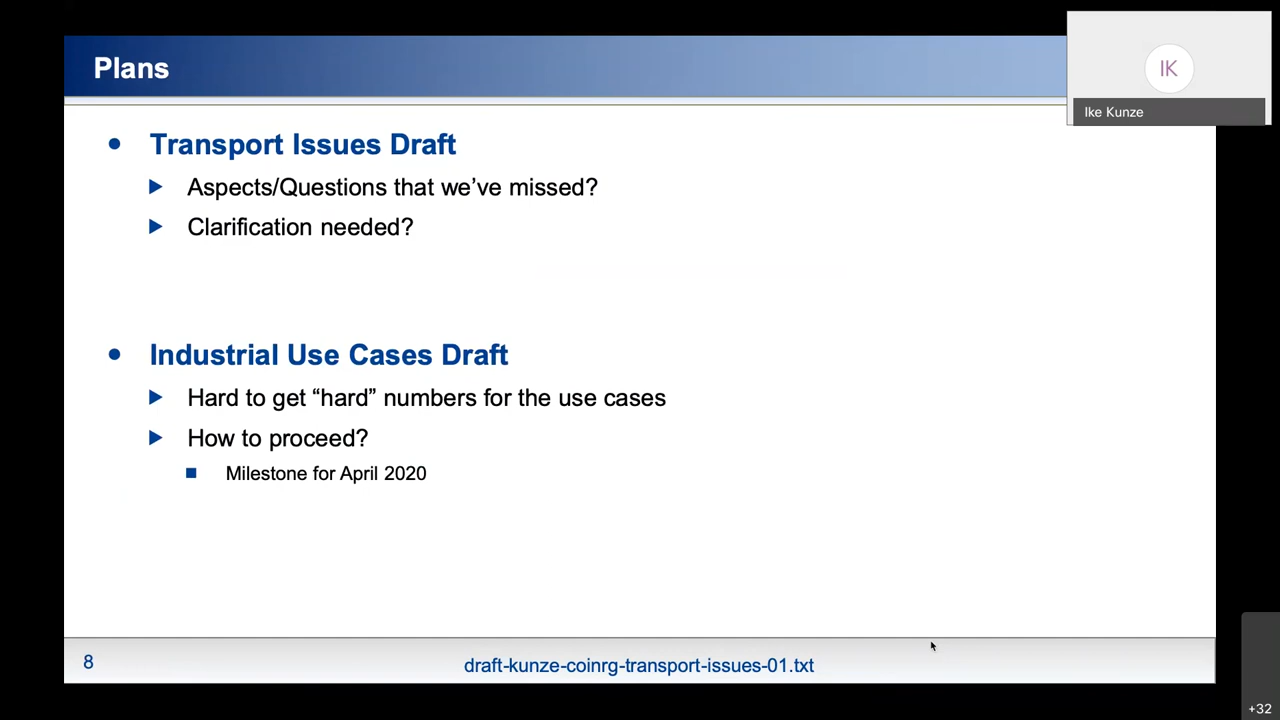 Plans
IK
Ike Kunze
Transport Issues Draft
Aspects/Questions that we’ve missed?
Clarification needed?
Industrial Use Cases Draft
Hard to get “hard” numbers for the use cases
How to proceed?
Milestone for April 2020
8
draft-kunze-coinrg-transport-issues-01.txt
+32